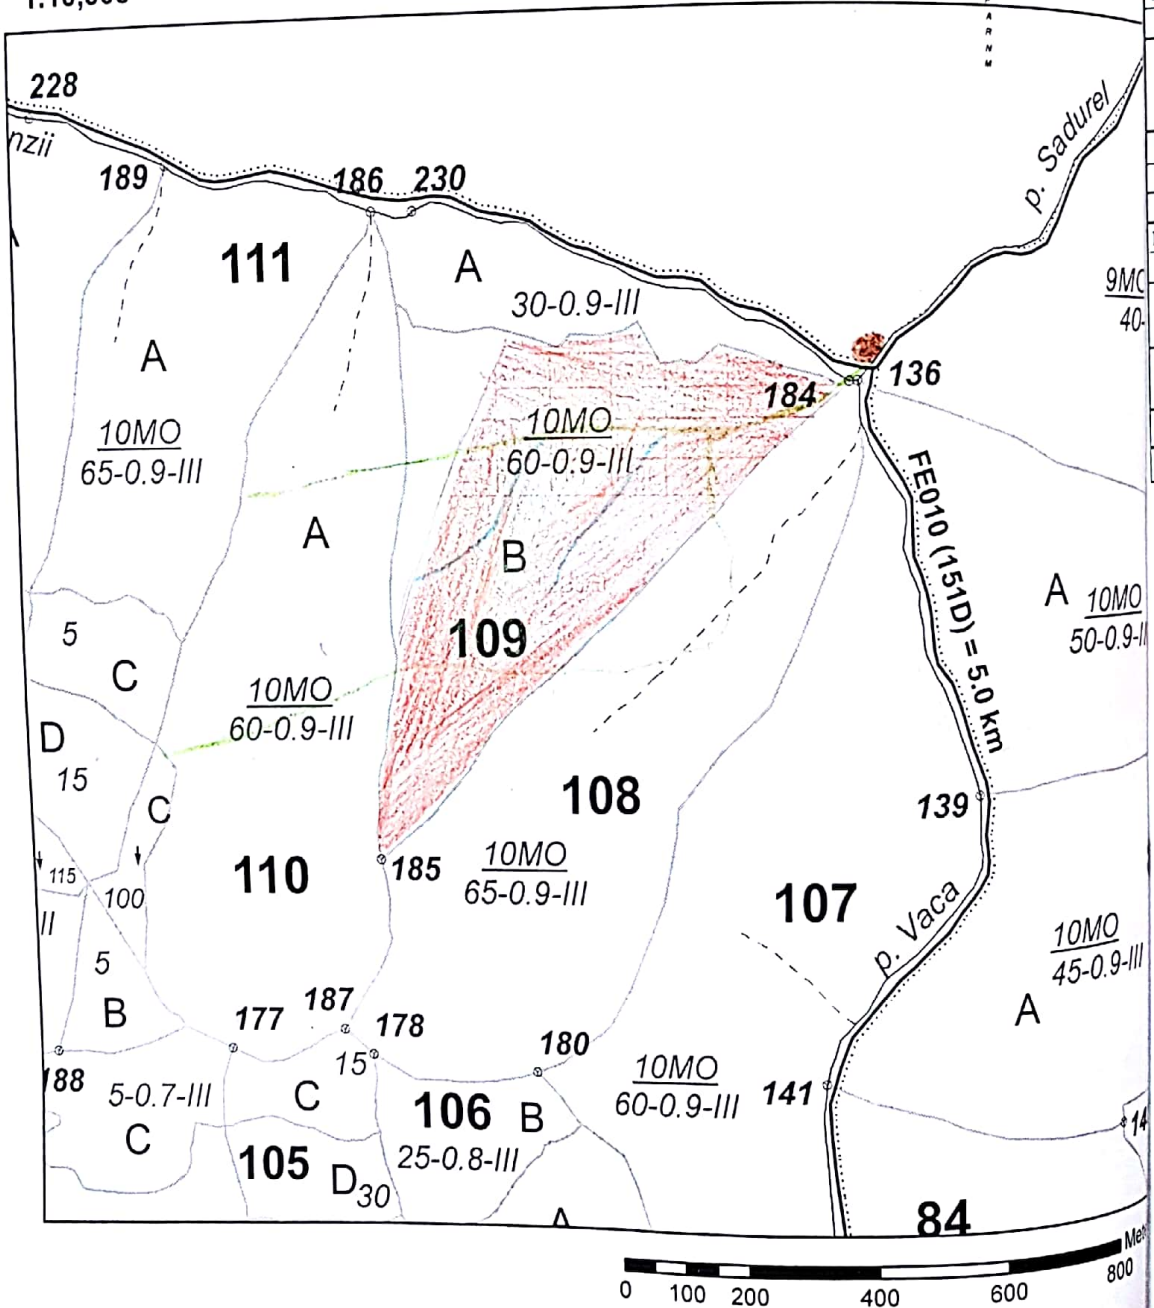 P
A
R
N
M
228
nzii
p. Sadurel
189
186
230
111
A
30-0.9-III
9MO
40-
A
184
136
10MO
65-0.9-III
10MO
60-0.9-III
FE010 (151D) = 5.0 km
A
B
A
10MO
50-0.9-II
5
109
C
10MO
60-0.9-III
D
15
C
108
139
185
10MO
65-0.9-III
110
115
100
107
II
p. Vaca
10MO
45-0.9-III
5
B
A
187
177
178
180
188
15
5-0.7-III
C
10MO
60-0.9-III
141
106
B
14
C
105
25-0.8-III
D30
A
84
0 100 200 400 600 800